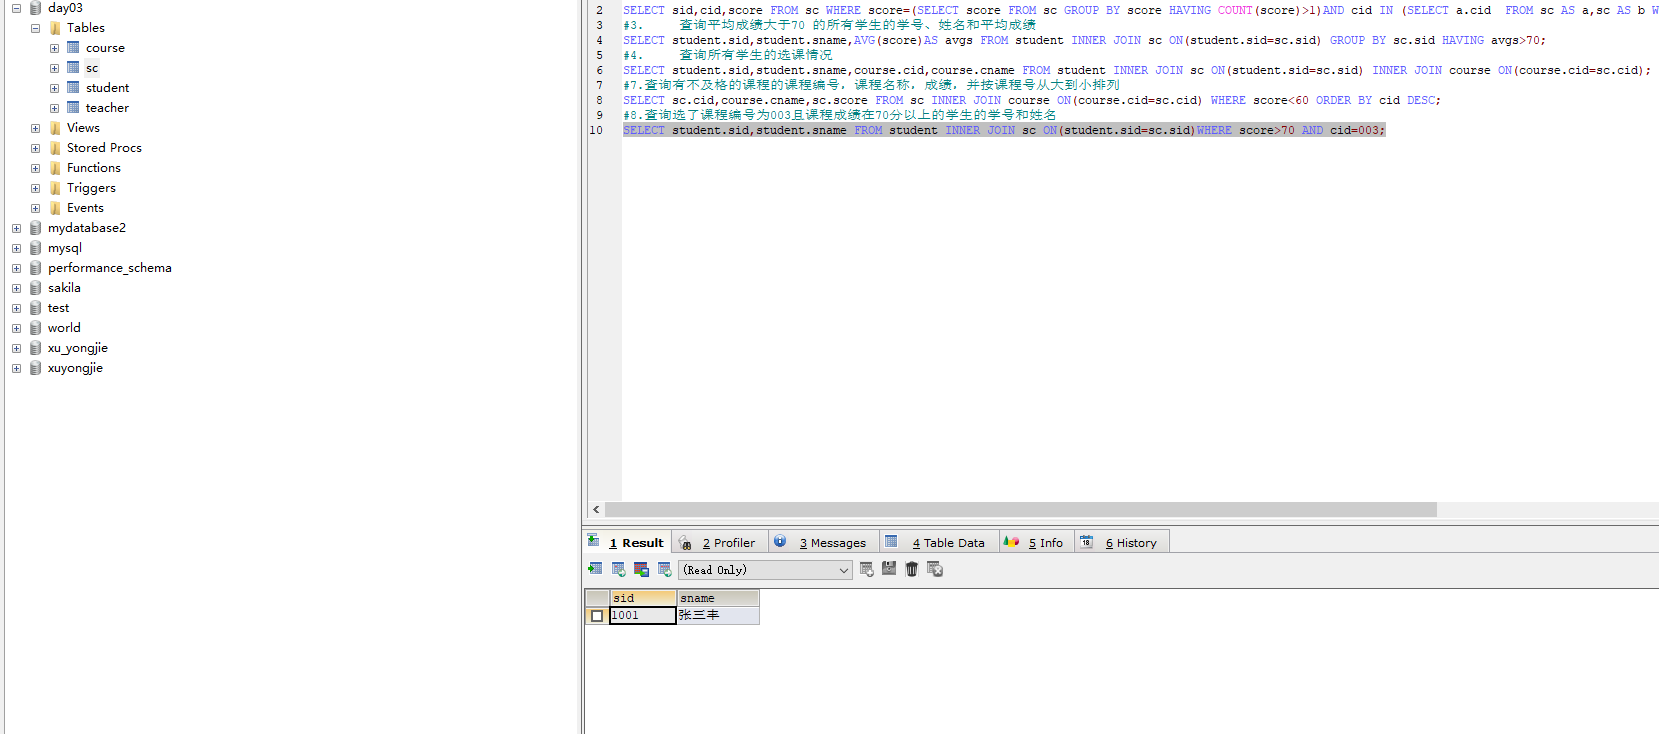 day03
Tables
course
sc
student
teacher
Views
Stored Procs
Functions
Triggers
Events
mydatabase2
mysql
performance_schema
sakila
test
world
xu_yongjie
xuyongjie
2 SELECT sid,cid,score FROM sc WHERE score=(SELECT score FROM sc GROUP BY score HAVING COUNT(score)>1)AND cid IN (SELECT a.cid  FROM sc AS a,sc AS b W
3 #3.    查询平均成绩大于70 的所有学生的学号、姓名和平均成绩
4 SELECT student.sid,student.sname,AVG(score)AS avgs FROM student INNER JOIN sc ON(student.sid=sc.sid) GROUP BY sc.sid HAVING avgs>70;
5 #4.    查询所有学生的选课情况
6 SELECT student.sid,student.sname,course.cid,course.cname FROM student INNER JOIN sc ON(student.sid=sc.sid) INNER JOIN course ON(course.cid=sc.cid);
7 #7.查询有不及格的课程的课程编号，课程名称，成绩，并按课程号从大到小排列
8 SELECT sc.cid,course.cname,sc.score FROM sc INNER JOIN course ON(course.cid=sc.cid) WHERE score<60 ORDER BY cid DESC;
9 #8.查询选了课程编号为003且课程成绩在70分以上的学生的学号和姓名
10 SELECT student.sid,student.sname FROM student INNER JOIN sc ON(student.sid=sc.sid)WHERE score>70 AND cid=003;
1 Result 2 Profiler 3 Messages 4 Table Data 5 Info 6 History
(Read Only)
sid sname
1001 张三丰